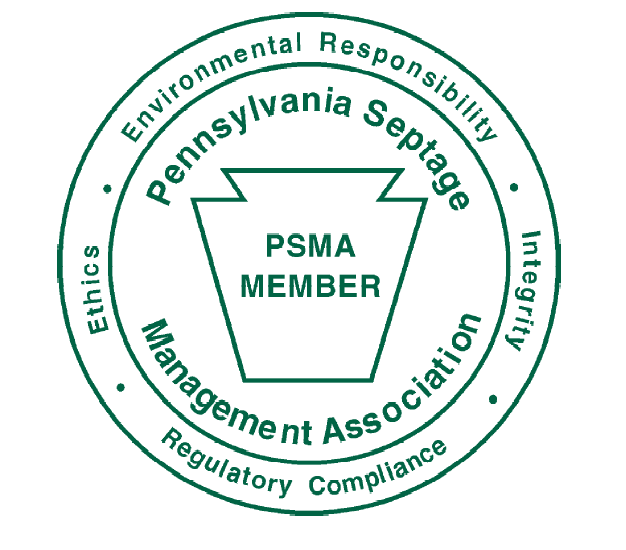 Environmental Responsibility
Integrity
Regulatory Compliance
Ethics
Pennsylvania Septage
Management Association
PSMA
MEMBER